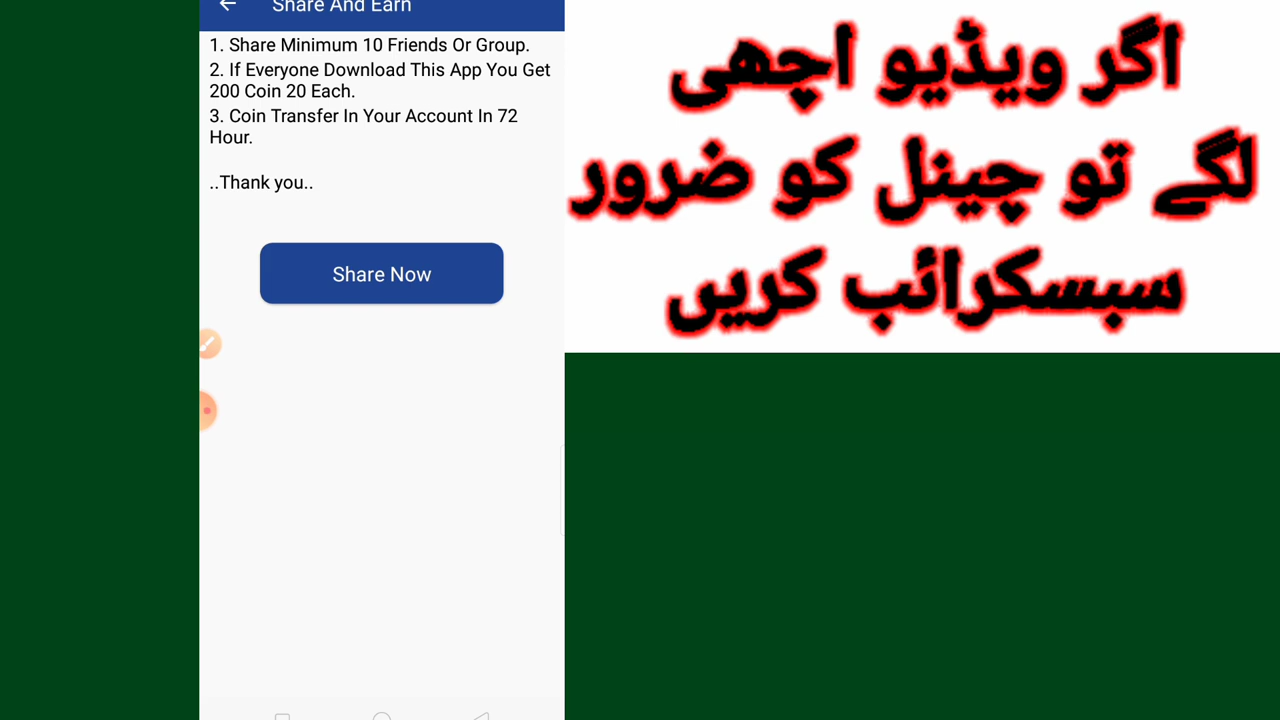 Share And Earn
1. Share Minimum 10 Friends Or Group.
2. If Everyone Download This App You Get
200 Coin 20 Each.
3. Coin Transfer In Your Account In 72
Hour.
..Thank you..
Share Now
اگر ویڈیو اچھی
لگے تو چینل کو ضرور
سبسکرائب کریں